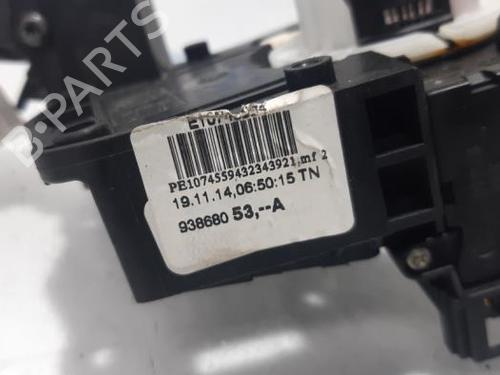 B-PARTS
PE1074559432343921,mf 2
19.11.14,06:50:15 TN
938680 53,--A